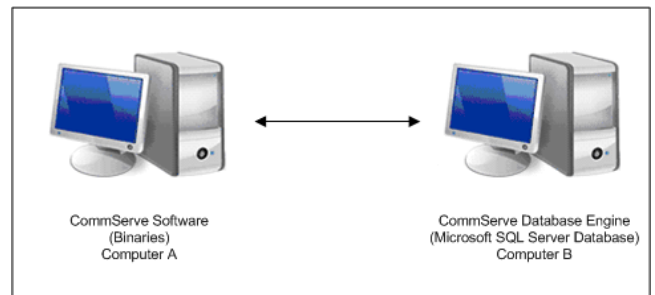 CommServe Software
(Binaries)
Computer A
CommServe Database Engine
(Microsoft SQL Server Database)
Computer B